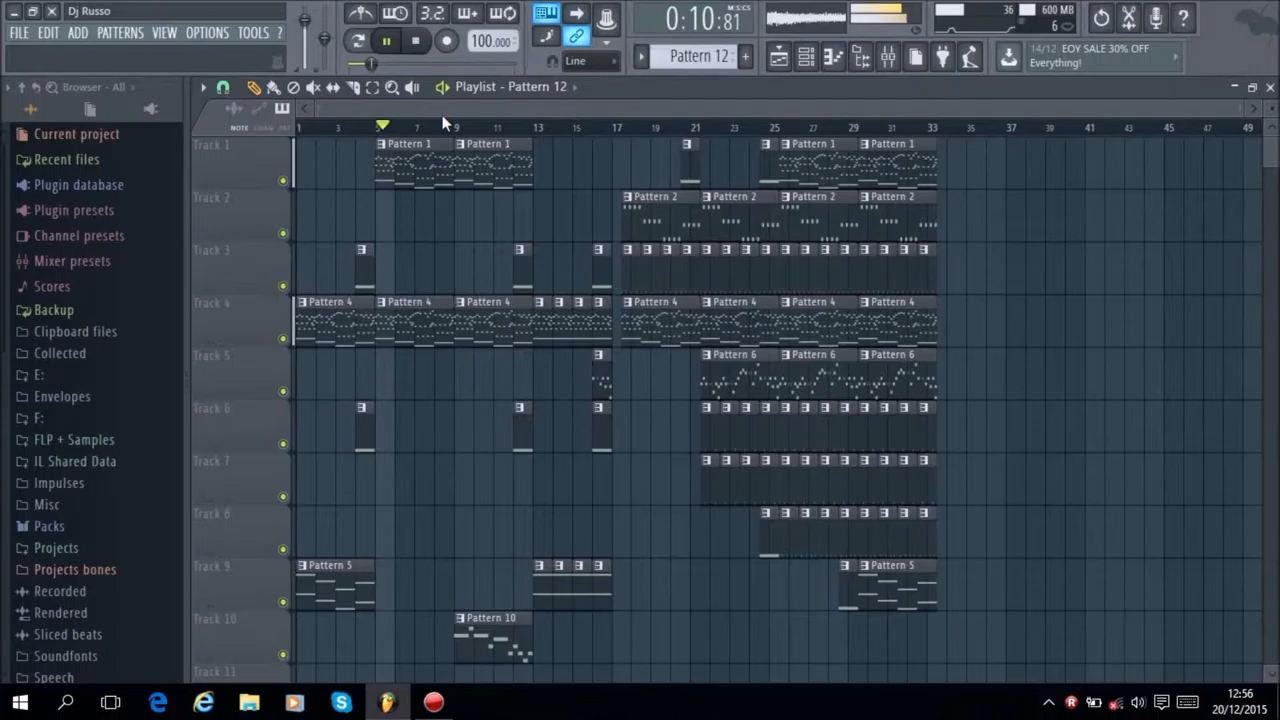 Dj Russo
FILE EDIT ADD PATTERNS VIEW OPTIONS TOOLS ?
3.2.
100.000
0:10:81
M:S:CS
Line
Pattern 12
36
600 MB
6
14/12 EOY SALE 30% OFF
Everything!
Browser - All
Playlist - Pattern 12
NOTE
1 3 5 7 9 11 13 15 17 19 21 23 25 27 29 31 33 35 37 39 41 43 45 47 49
Current project
Recent files
Plugin database
Plugin presets
Channel presets
Mixer presets
Scores
Backup
Clipboard files
Collected
E:
Envelopes
F:
FLP + Samples
IL Shared Data
Impulses
Misc
Packs
Projects
Projects bones
Recorded
Rendered
Sliced beats
Soundfonts
Speech
Track 1
Pattern 1 Pattern 1 Pattern 1 Pattern 1
Track 2
Pattern 2 Pattern 2 Pattern 2 Pattern 2
Track 3
Track 4
Pattern 4 Pattern 4 Pattern 4 Pattern 4 Pattern 4 Pattern 4 Pattern 4
Track 5
Pattern 6 Pattern 6 Pattern 6
Track 6
Track 7
Track 8
Track 9
Pattern 5 Pattern 5
Track 10
Pattern 10
Track 11
12:56
20/12/2015